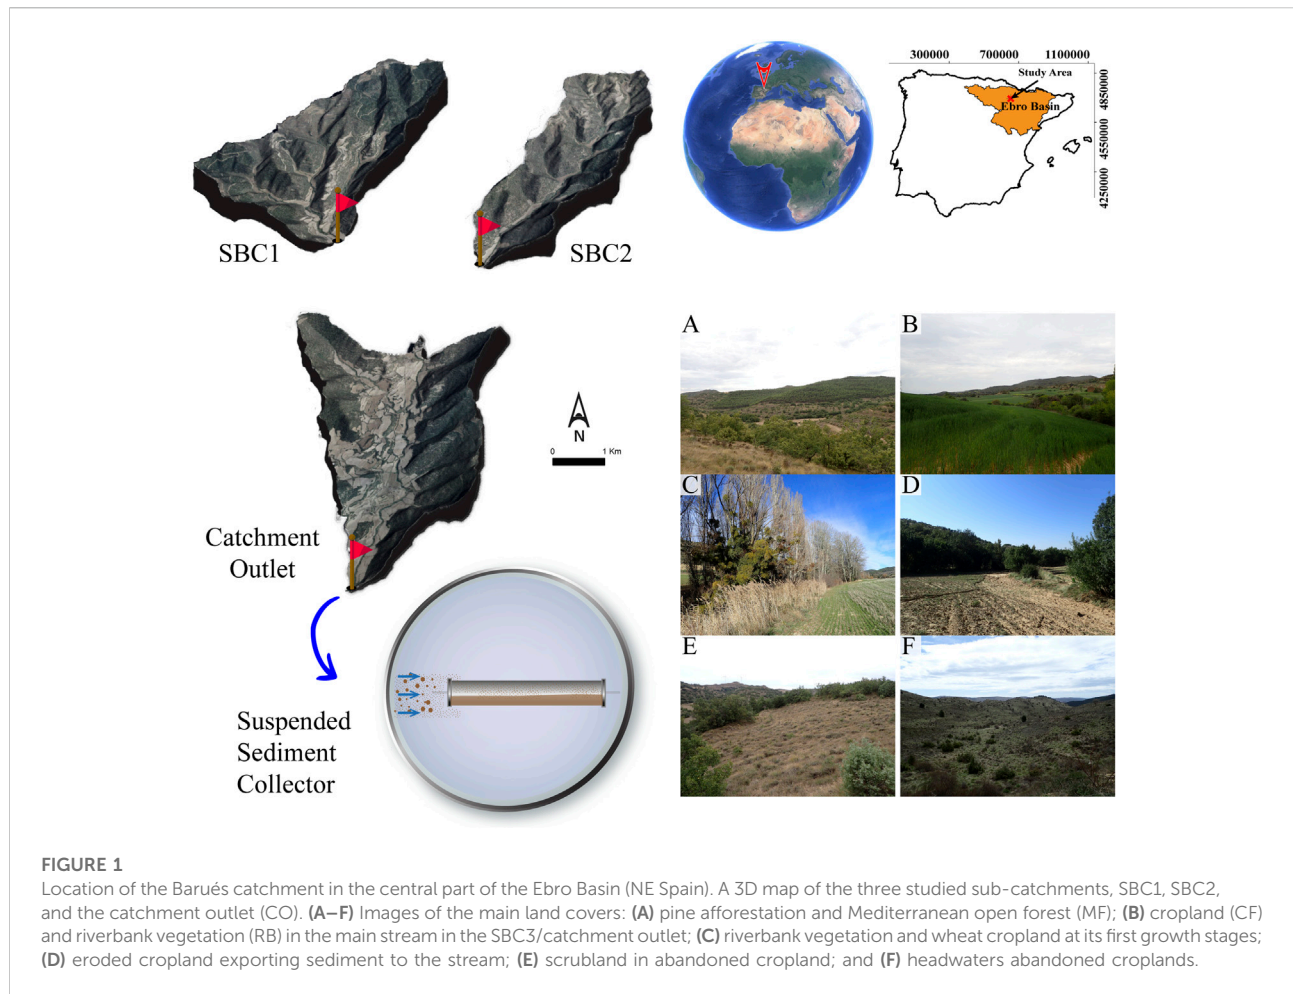 SBC1
SBC2
300000 700000 1100000
Study Area
Ebro Basin
4850000
4550000
4250000
Catchment
Outlet
N
0 1 Km
Suspended
Sediment
Collector
A
B
C
D
E
F
FIGURE 1
Location of the Barués catchment in the central part of the Ebro Basin (NE Spain). A 3D map of the three studied sub-catchments, SBC1, SBC2,
and the catchment outlet (CO). (A–F) Images of the main land covers: (A) pine afforestation and Mediterranean open forest (MF); (B) cropland (CF)
and riverbank vegetation (RB) in the main stream in the SBC3/catchment outlet; (C) riverbank vegetation and wheat cropland at its first growth stages;
(D) eroded cropland exporting sediment to the stream; (E) scrubland in abandoned cropland; and (F) headwaters abandoned croplands.